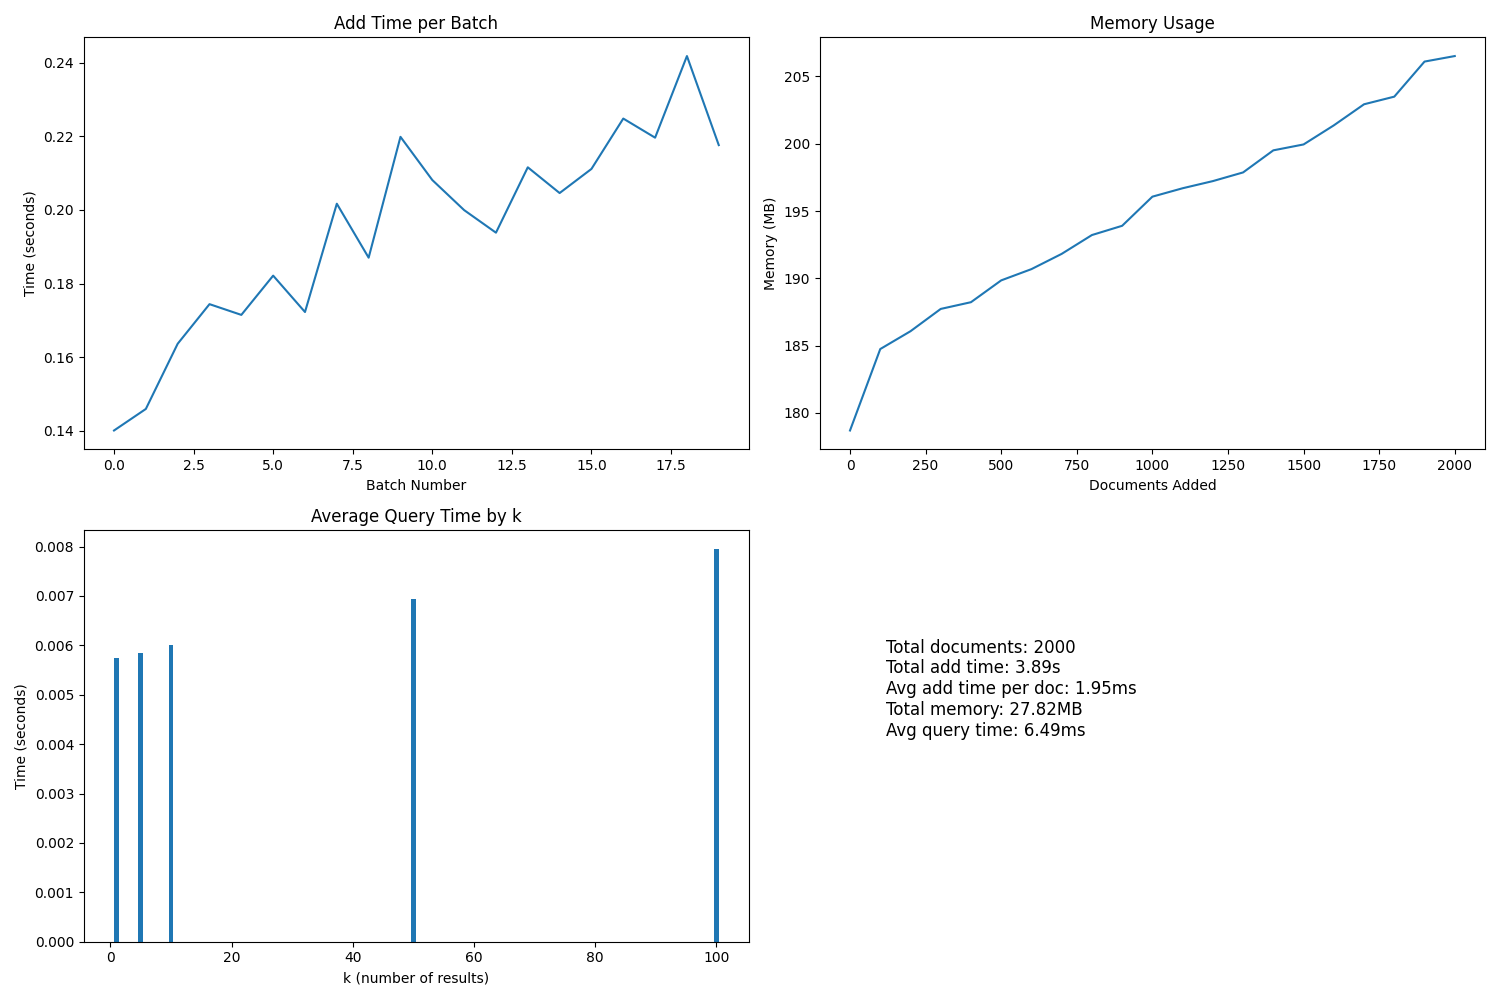 Add Time per Batch
0.24
0.22
0.20
0.18
0.16
0.14
Time (seconds)
0.0 2.5 5.0 7.5 10.0 12.5 15.0 17.5
Batch Number
Memory Usage
205
200
195
190
185
180
Memory (MB)
0 250 500 750 1000 1250 1500 1750 2000
Documents Added
Average Query Time by k
0.008
0.007
0.006
0.005
0.004
0.003
0.002
0.001
0.000
Time (seconds)
0 20 40 60 80 100
k (number of results)
Total documents: 2000
Total add time: 3.89s
Avg add time per doc: 1.95ms
Total memory: 27.82MB
Avg query time: 6.49ms